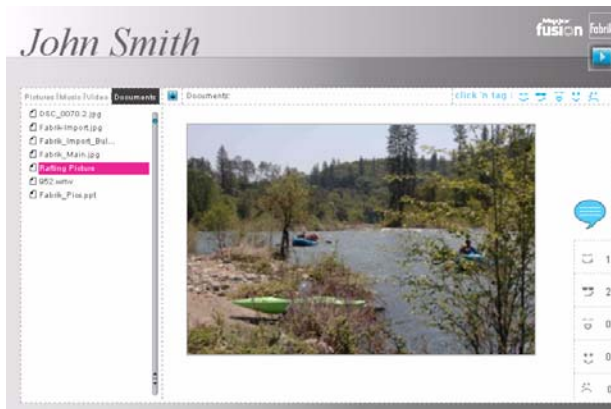 John Smith
fusion
Pictures Music Video Documents
Documents
click 'n tag :
DSC_0070.2.jpg
Fabrik-Import.jpg
Fabrik_Import_Bul...
Fabrik_Main.jpg
Rafting Picture
952.wmv
Fabrik_Pixi.ppt
1
2
0
0
0